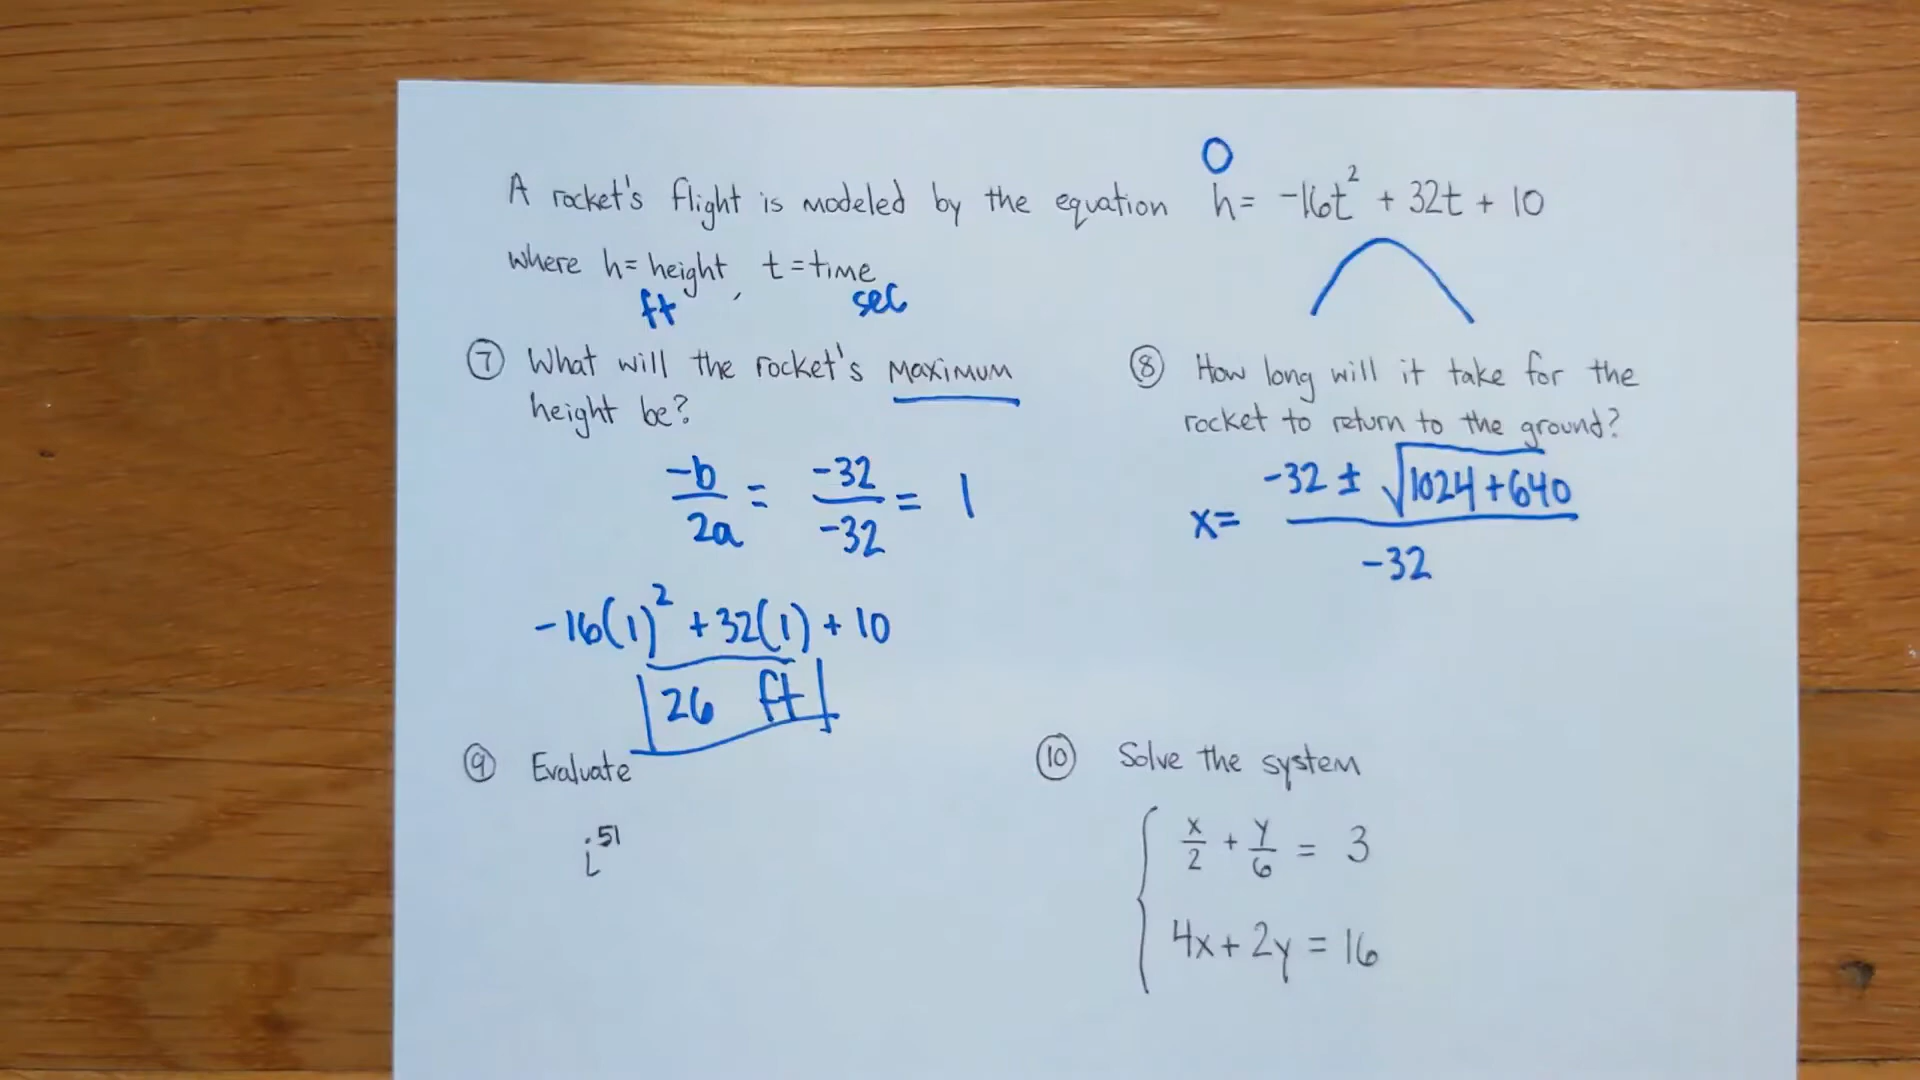 A rocket's flight is modeled by the equation h = -16t² + 32t + 10
0
where h = height, t = time
ft sec
⑦ What will the rocket's maximum
height be?
-b/2a = -32/-32 = 1
-16(1)² + 32(1) + 10
26 ft
⑧ How long will it take for the
rocket to return to the ground?
x = (-32 ± √(1024 + 640))/-32
⑨ Evaluate
i⁵¹
⑩ Solve the system
x/2 + y/6 = 3
4x + 2y = 16